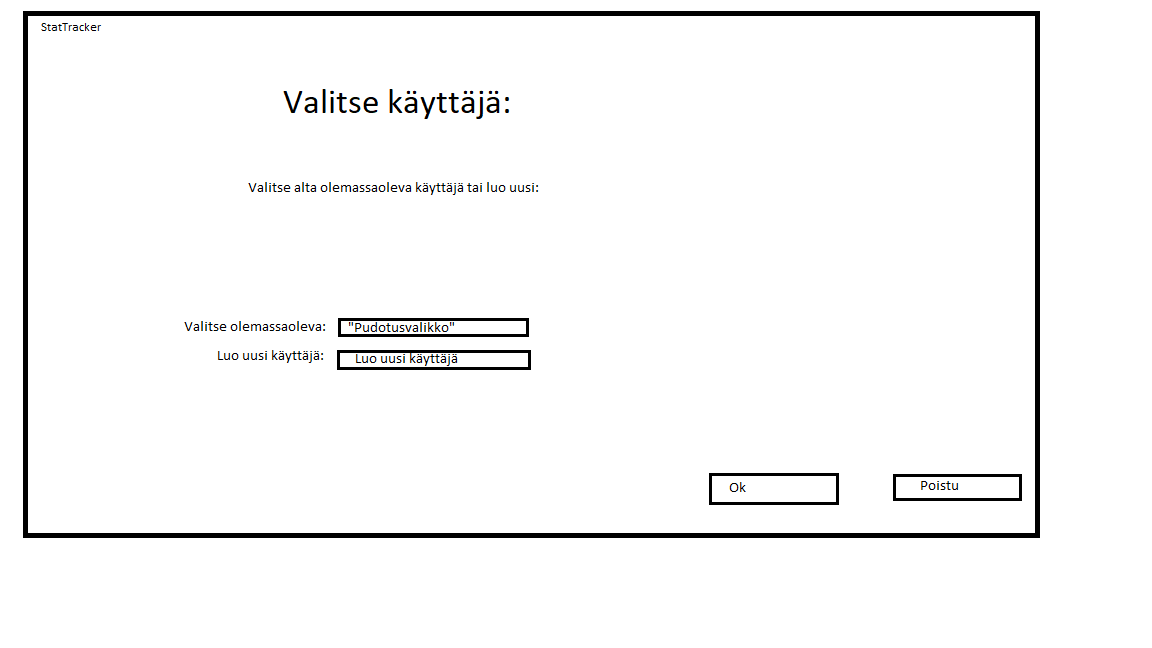 StatTracker
Valitse käyttäjä:
Valitse alta olemassaoleva käyttäjä tai luo uusi:
Valitse olemassaoleva: "Pudotusvalikko"
Luo uusi käyttäjä: Luo uusi käyttäjä
Ok Poistu